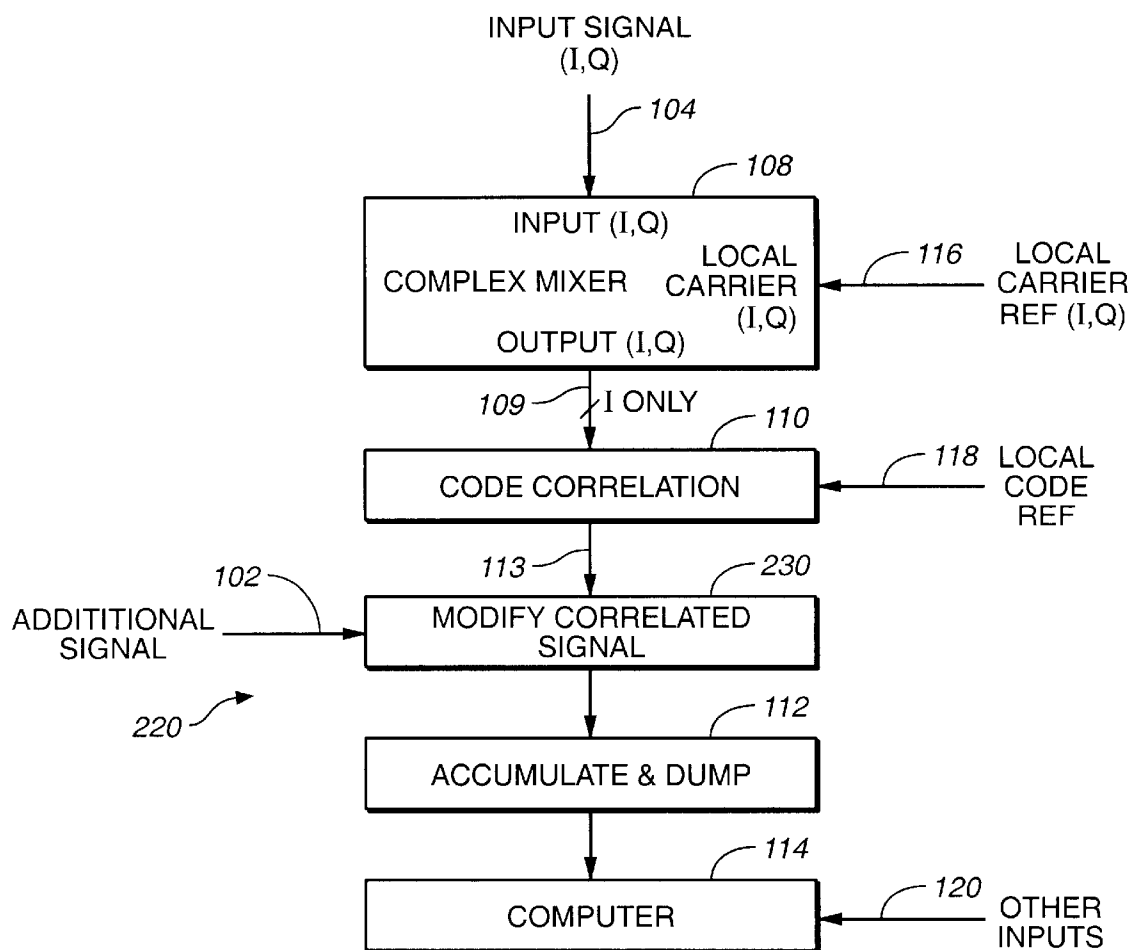 INPUT SIGNAL
(I,Q)
104
108
INPUT (I,Q)
COMPLEX MIXER
LOCAL
CARRIER
(I,Q)
OUTPUT (I,Q)
116
LOCAL
CARRIER
REF (I,Q)
109
I ONLY
110
CODE CORRELATION
118
LOCAL
CODE
REF
113
230
102
ADDITITIONAL
SIGNAL
MODIFY CORRELATED
SIGNAL
220
112
ACCUMULATE & DUMP
114
COMPUTER
120
OTHER
INPUTS